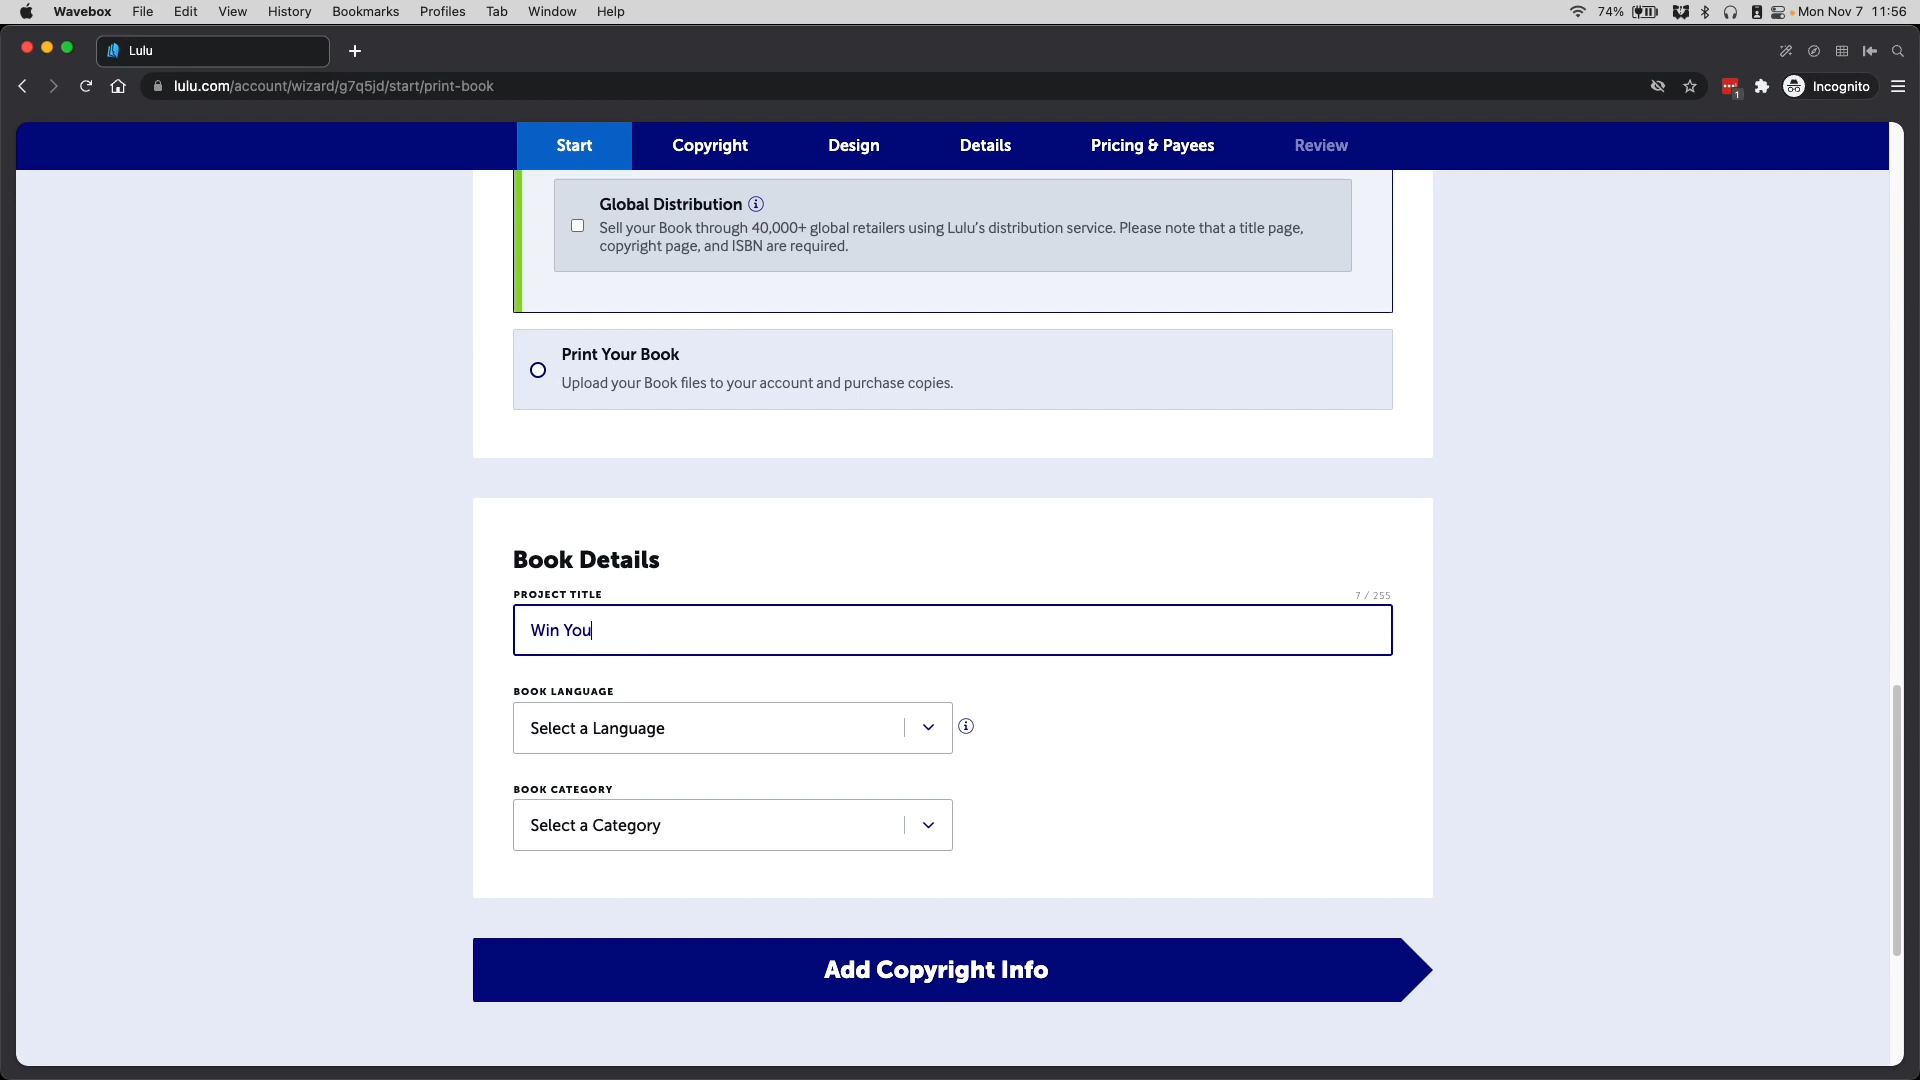 Wavebox File Edit View History Bookmarks Profiles Tab Window Help 74% Mon Nov 7 11:56
Lulu
lulu.com/account/wizard/g7q5jd/start/print-book 1 Incognito
Start Copyright Design Details Pricing & Payees Review
Global Distribution
Sell your Book through 40,000+ global retailers using Lulu's distribution service. Please note that a title page,
copyright page, and ISBN are required.
Print Your Book
Upload your Book files to your account and purchase copies.
Book Details
PROJECT TITLE 7 / 255
Win You
BOOK LANGUAGE
Select a Language
BOOK CATEGORY
Select a Category
Add Copyright Info